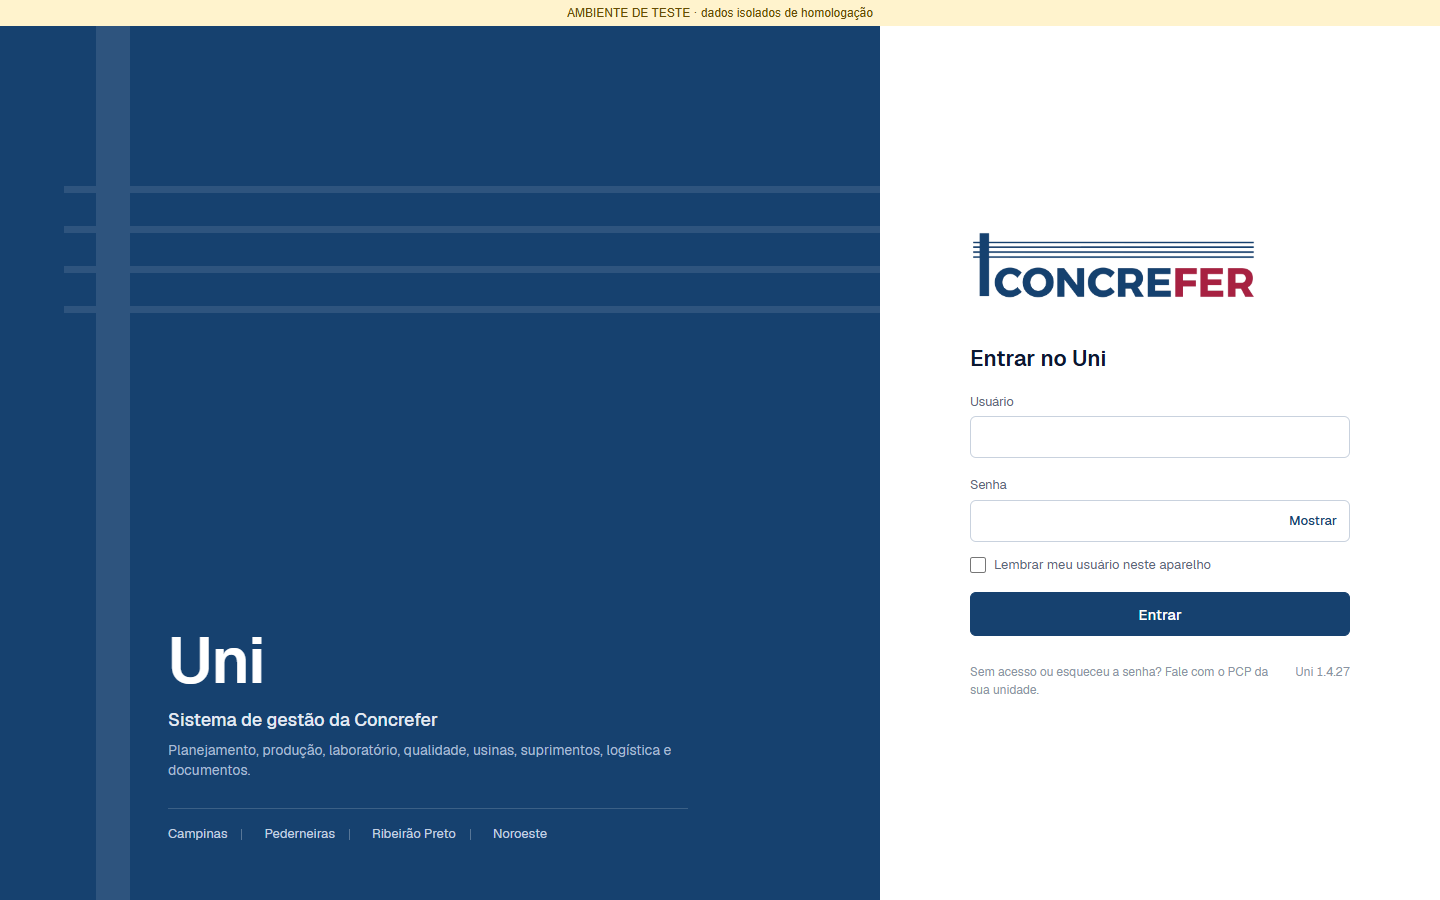 AMBIENTE DE TESTE · dados isolados de homologação
Uni
Sistema de gestão da Concrefer
Planejamento, produção, laboratório, qualidade, usinas, suprimentos, logística e
documentos.
Campinas | Pederneiras | Ribeirão Preto | Noroeste
CONCREFER
Entrar no Uni
Usuário
Senha
Mostrar
Lembrar meu usuário neste aparelho
Entrar
Sem acesso ou esqueceu a senha? Fale com o PCP da
sua unidade.
Uni 1.4.27